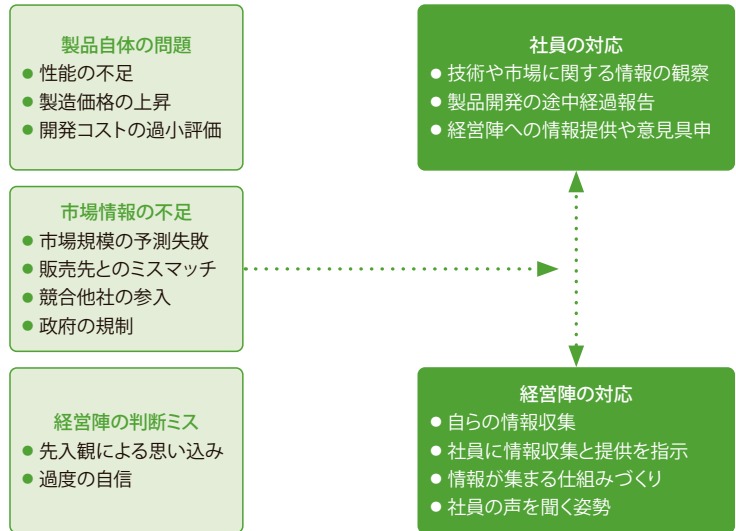 製品自体の問題
● 性能の不足
● 製造価格の上昇
● 開発コストの過小評価
市場情報の不足
● 市場規模の予測失敗
● 販売先とのミスマッチ
● 競合他社の参入
● 政府の規制
経営陣の判断ミス
● 先入観による思い込み
● 過度の自信
社員の対応
● 技術や市場に関する情報の観察
● 製品開発の途中経過報告
● 経営陣への情報提供や意見具申
経営陣の対応
● 自らの情報収集
● 社員に情報収集と提供を指示
● 情報が集まる仕組みづくり
● 社員の声を聞く姿勢